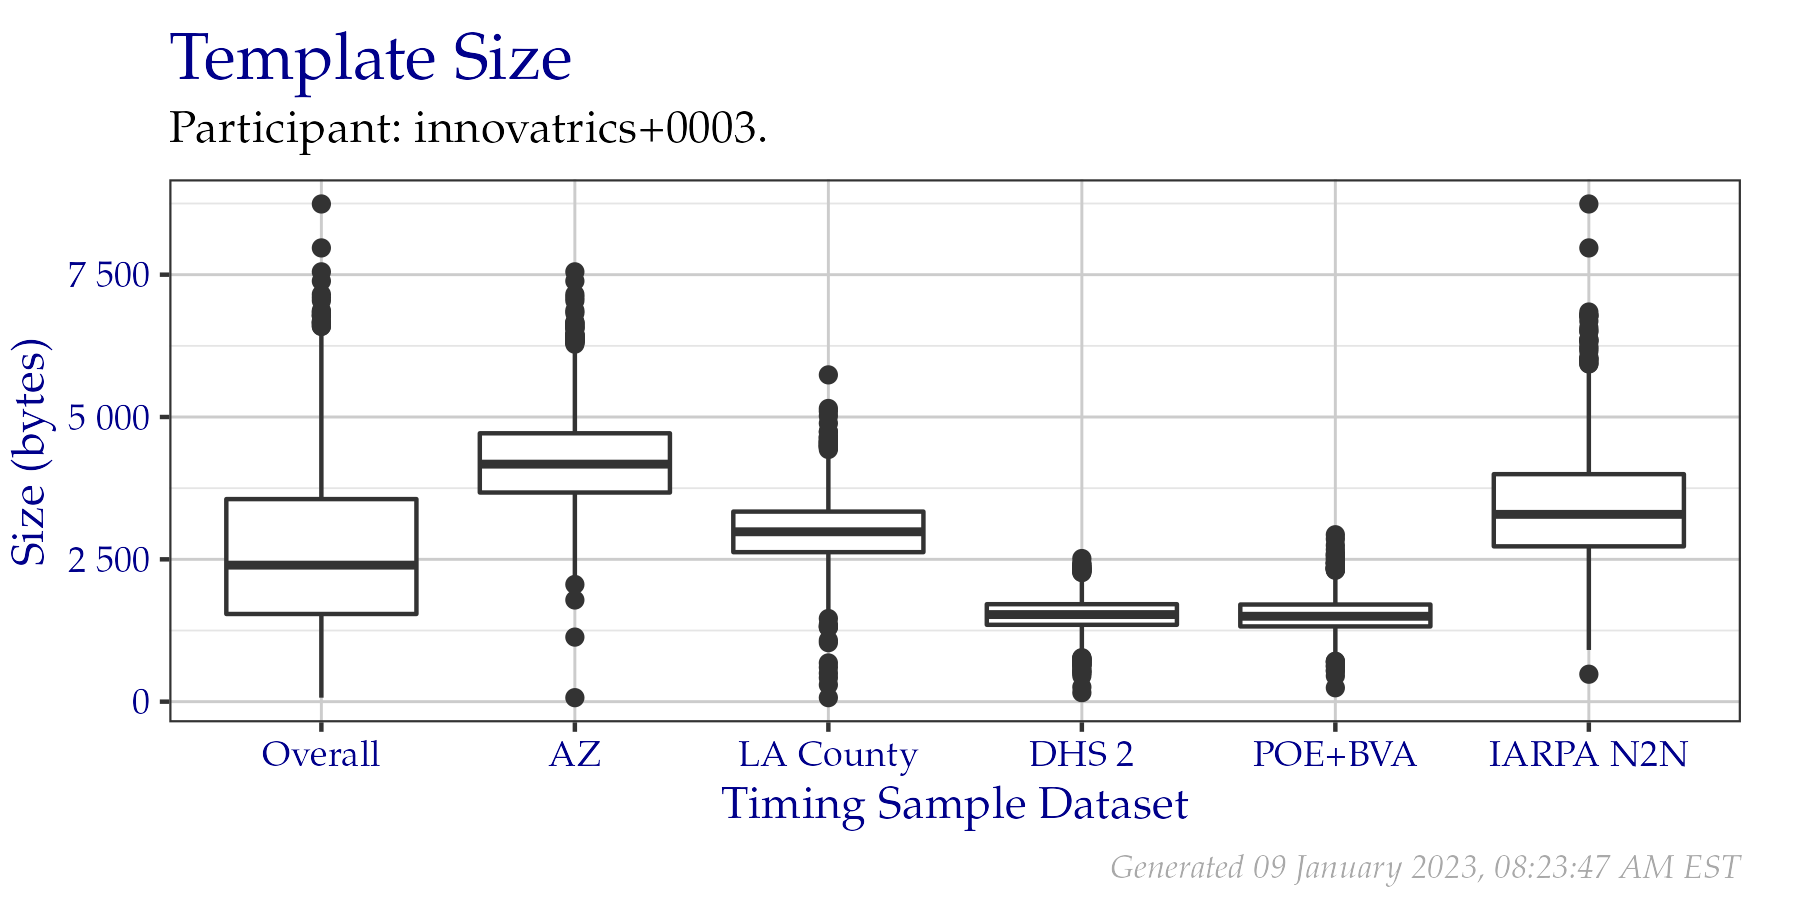 Template Size
Participant: innovatrics+0003.
Size (bytes)
7 500
5 000
2 500
0
Overall AZ LA County DHS 2 POE+BVA IARPA N2N
Timing Sample Dataset
Generated 09 January 2023, 08:23:47 AM EST